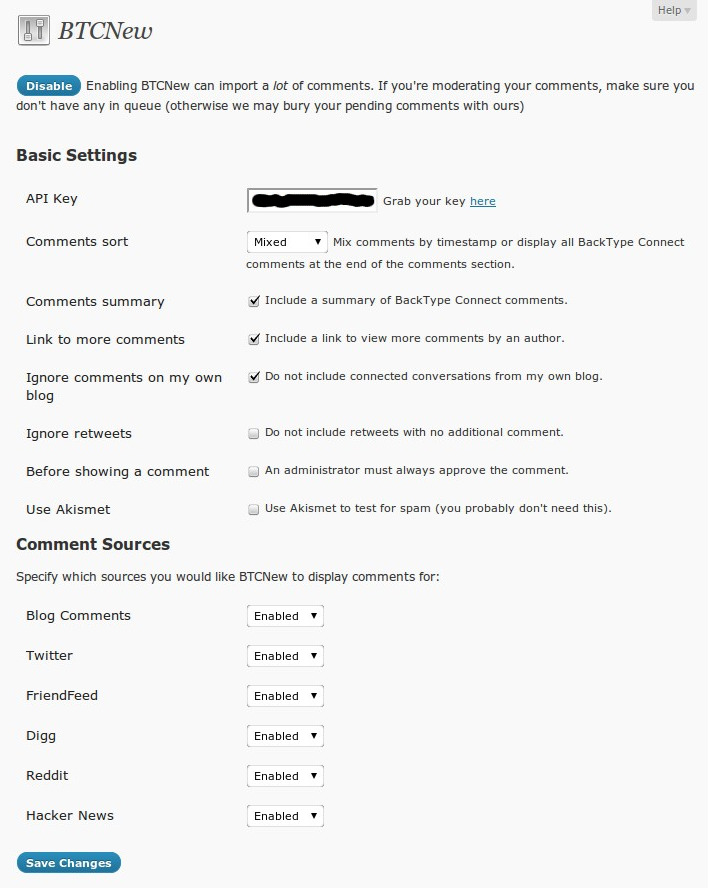 Help
BTCNew
Disable Enabling BTCNew can import a lot of comments. If you're moderating your comments, make sure you
don't have any in queue (otherwise we may bury your pending comments with ours)
Basic Settings
API Key Grab your key here
Comments sort Mixed Mix comments by timestamp or display all BackType Connect
comments at the end of the comments section.
Comments summary Include a summary of BackType Connect comments.
Link to more comments Include a link to view more comments by an author.
Ignore comments on my own Do not include connected conversations from my own blog.
blog
Ignore retweets Do not include retweets with no additional comment.
Before showing a comment An administrator must always approve the comment.
Use Akismet Use Akismet to test for spam (you probably don't need this).
Comment Sources
Specify which sources you would like BTCNew to display comments for:
Blog Comments Enabled
Twitter Enabled
FriendFeed Enabled
Digg Enabled
Reddit Enabled
Hacker News Enabled
Save Changes